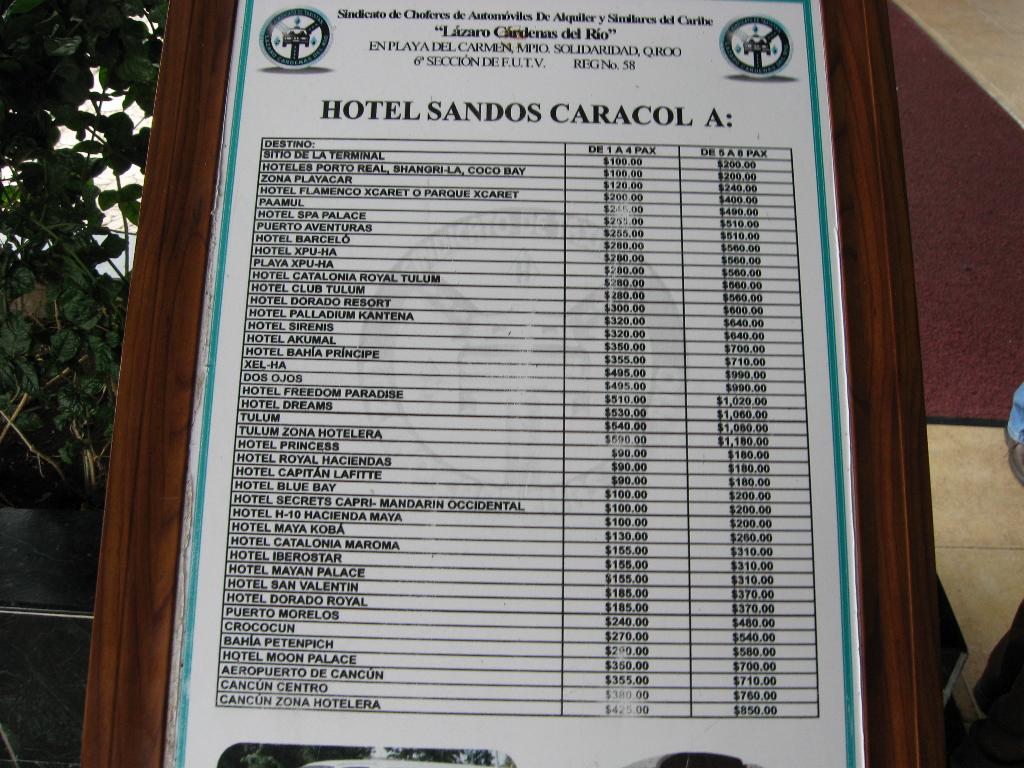 Sindicato de Choferes de Automóviles De Alquiler y Similares del Caribe
"Lázaro Cárdenas del Río"
EN PLAYA DEL CARMEN, MPIO. SOLIDARIDAD, Q.ROO
6ª SECCIÓN DE F.U.T.V. REG No. 58
HOTEL SANDOS CARACOL A:
DESTINO: DE 1 A 4 PAX DE 5 A 8 PAX
SITIO DE LA TERMINAL $100.00 $200.00
HOTELES PORTO REAL, SHANGRI-LA, COCO BAY $100.00 $200.00
ZONA PLAYACAR $120.00 $240.00
HOTEL FLAMENCO XCARET O PARQUE XCARET $200.00 $400.00
PAAMUL $245.00 $490.00
HOTEL SPA PALACE $255.00 $510.00
PUERTO AVENTURAS $255.00 $510.00
HOTEL BARCELÓ $280.00 $560.00
HOTEL XPU-HA $280.00 $560.00
PLAYA XPU-HA $280.00 $560.00
HOTEL CATALONIA ROYAL TULUM $280.00 $560.00
HOTEL CLUB TULUM $280.00 $560.00
HOTEL DORADO RESORT $300.00 $600.00
HOTEL PALLADIUM KANTENA $320.00 $640.00
HOTEL SIRENIS $320.00 $640.00
HOTEL AKUMAL $350.00 $700.00
HOTEL BAHÍA PRÍNCIPE $355.00 $710.00
XEL-HA $495.00 $990.00
DOS OJOS $495.00 $990.00
HOTEL FREEDOM PARADISE $510.00 $1,020.00
HOTEL DREAMS $530.00 $1,060.00
TULUM $540.00 $1,080.00
TULUM ZONA HOTELERA $590.00 $1,180.00
HOTEL PRINCESS $90.00 $180.00
HOTEL ROYAL HACIENDAS $90.00 $180.00
HOTEL CAPITÁN LAFITTE $90.00 $180.00
HOTEL BLUE BAY $100.00 $200.00
HOTEL SECRETS CAPRI- MANDARIN OCCIDENTAL $100.00 $200.00
HOTEL H-10 HACIENDA MAYA $100.00 $200.00
HOTEL MAYA KOBÁ $130.00 $260.00
HOTEL CATALONIA MAROMA $155.00 $310.00
HOTEL IBEROSTAR $155.00 $310.00
HOTEL MAYAN PALACE $155.00 $310.00
HOTEL SAN VALENTIN $185.00 $370.00
HOTEL DORADO ROYAL $185.00 $370.00
PUERTO MORELOS $240.00 $480.00
CROCOCUN $270.00 $540.00
BAHÍA PETENPICH $290.00 $580.00
HOTEL MOON PALACE $350.00 $700.00
AEROPUERTO DE CANCÚN $355.00 $710.00
CANCÚN CENTRO $380.00 $760.00
CANCÚN ZONA HOTELERA $425.00 $850.00